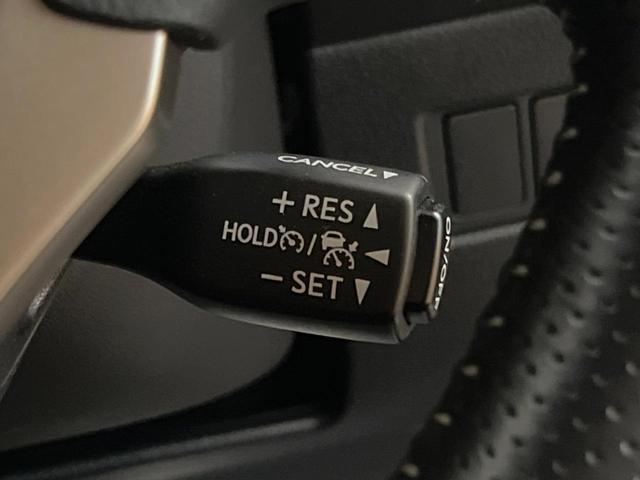 CANCEL▼
+ RES ▲
HOLD / ◀
− SET ▼
ON/OFF